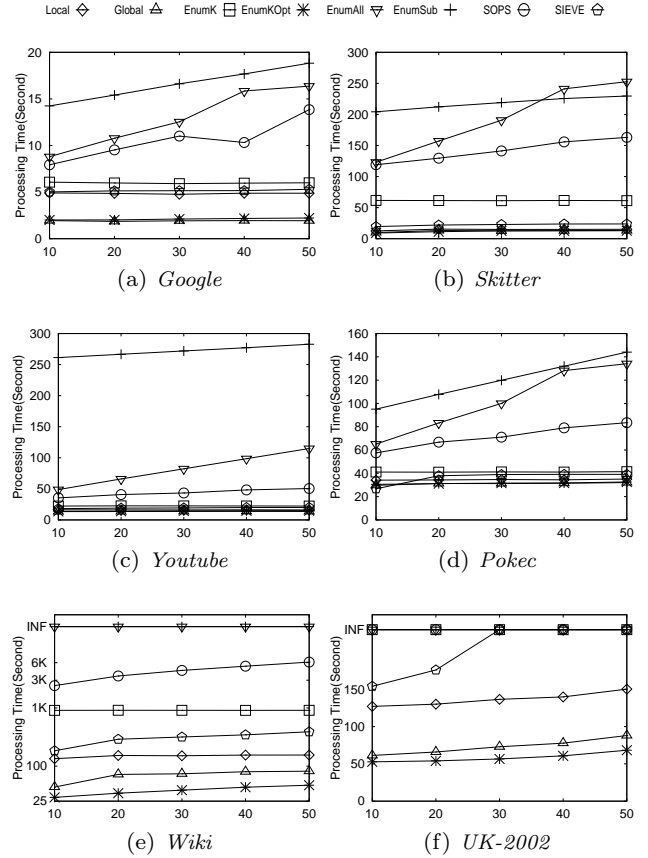 Local Global EnumK EnumKOpt EnumAll EnumSub SOPS SIEVE
Processing Time(Second)
20
15
10
5
0
10 20 30 40 50
(a) Google
Processing Time(Second)
300
250
200
150
100
50
0
10 20 30 40 50
(b) Skitter
Processing Time(Second)
300
250
200
150
100
50
0
10 20 30 40 50
(c) Youtube
Processing Time(Second)
160
140
120
100
80
60
40
20
0
10 20 30 40 50
(d) Pokec
Processing Time(Second)
INF
6K
3K
1K
100
25
10 20 30 40 50
(e) Wiki
Processing Time(Second)
INF
150
100
50
0
10 20 30 40 50
(f) UK-2002